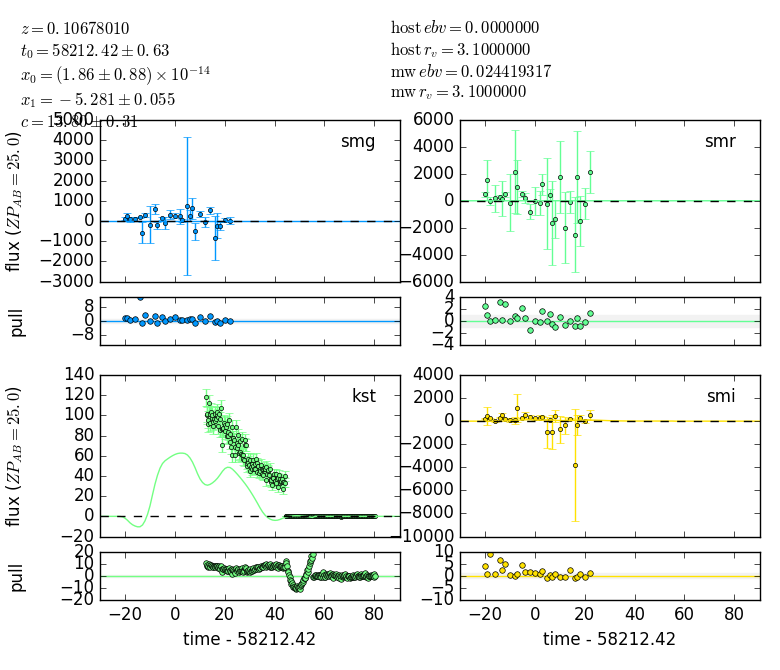 z = 0.10678010
t0 = 58212.42 ± 0.63
x0 = (1.86 ± 0.88) × 10^-14
x1 = −5.281 ± 0.055
c = 13.80 ± 0.31
host ebv = 0.0000000
host rv = 3.1000000
mw ebv = 0.024419317
mw rv = 3.1000000
5000
4000
3000
2000
1000
0
−1000
−2000
−3000
flux (ZP_AB = 25.0)
smg
6000
4000
2000
0
−2000
−4000
−6000
smr
8
0
−8
pull
4
2
0
−2
−4
140
120
100
80
60
40
20
0
−20
flux (ZP_AB = 25.0)
kst
4000
2000
0
−2000
−4000
−6000
−8000
−10000
smi
20
10
0
−10
−20
pull
10
5
0
−5
−10
−20 0 20 40 60 80
time - 58212.42
−20 0 20 40 60 80
time - 58212.42